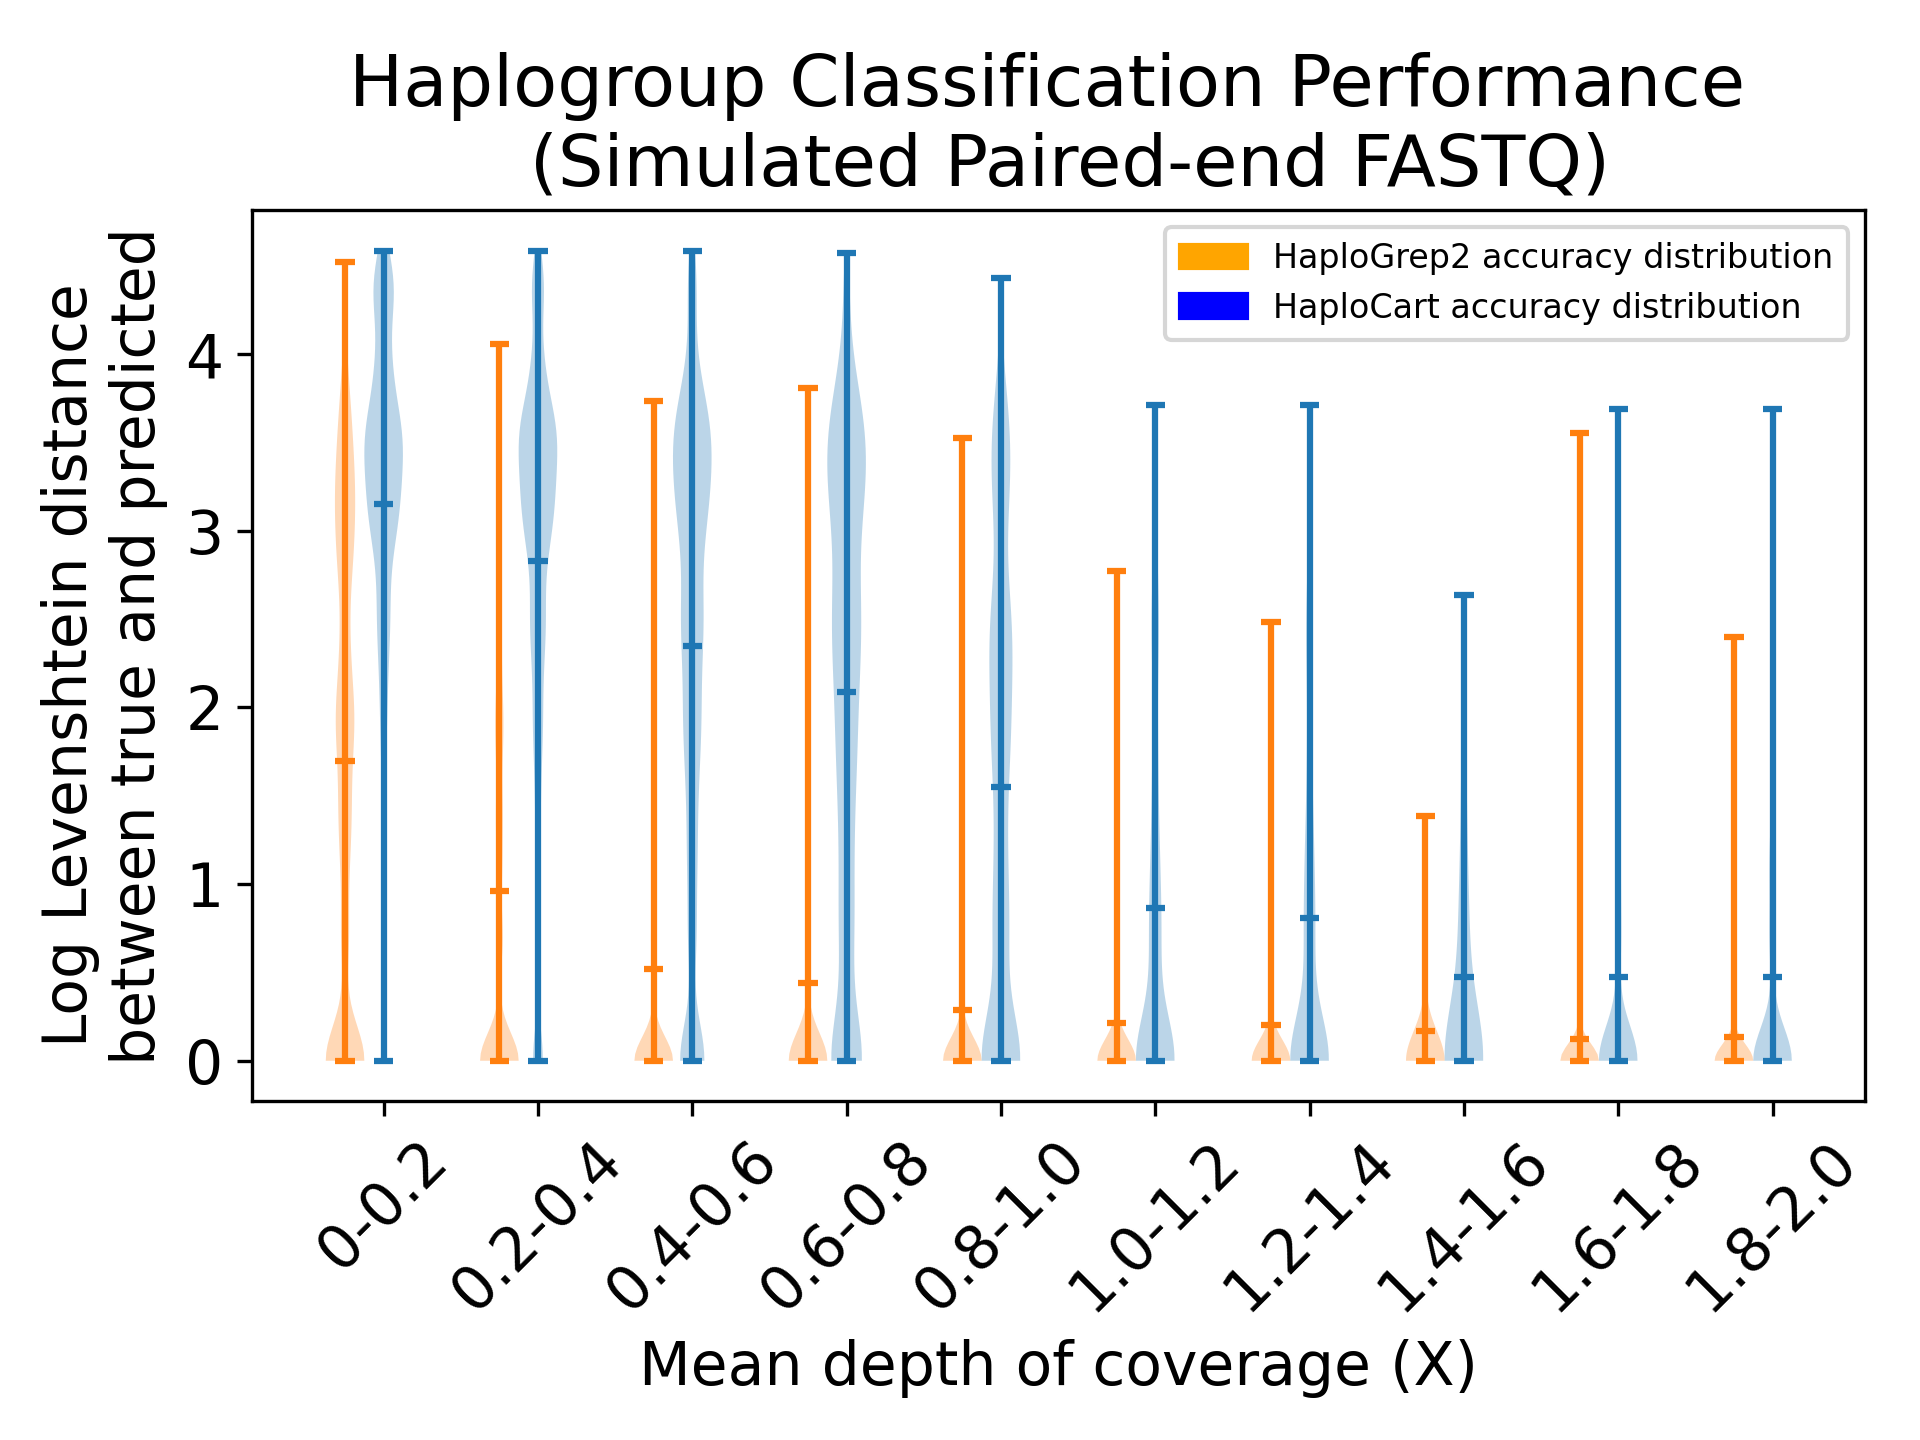 Haplogroup Classification Performance
(Simulated Paired-end FASTQ)
HaploGrep2 accuracy distribution
HaploCart accuracy distribution
Log Levenshtein distance
between true and predicted
4
3
2
1
0
0-0.2
0.2-0.4
0.4-0.6
0.6-0.8
0.8-1.0
1.0-1.2
1.2-1.4
1.4-1.6
1.6-1.8
1.8-2.0
Mean depth of coverage (X)